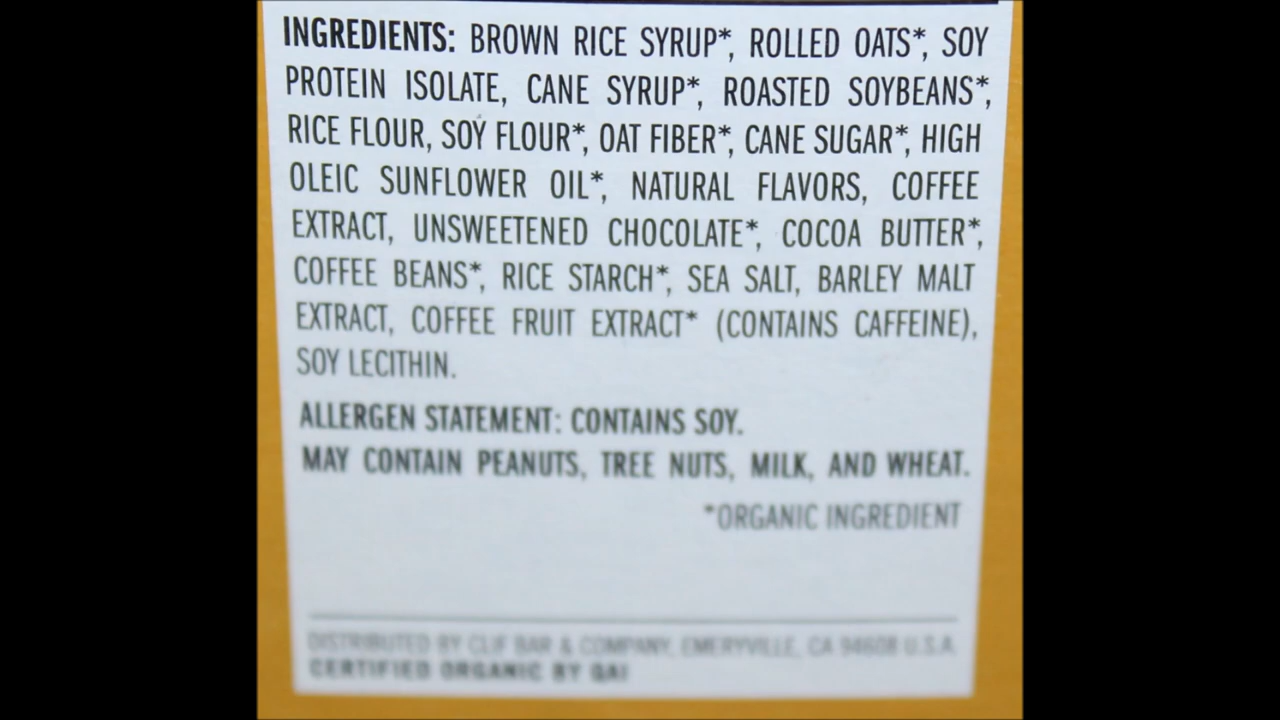 INGREDIENTS: BROWN RICE SYRUP*, ROLLED OATS*, SOY
PROTEIN ISOLATE, CANE SYRUP*, ROASTED SOYBEANS*,
RICE FLOUR, SOY FLOUR*, OAT FIBER*, CANE SUGAR*, HIGH
OLEIC SUNFLOWER OIL*, NATURAL FLAVORS, COFFEE
EXTRACT, UNSWEETENED CHOCOLATE*, COCOA BUTTER*,
COFFEE BEANS*, RICE STARCH*, SEA SALT, BARLEY MALT
EXTRACT, COFFEE FRUIT EXTRACT* (CONTAINS CAFFEINE),
SOY LECITHIN.
ALLERGEN STATEMENT: CONTAINS SOY.
MAY CONTAIN PEANUTS, TREE NUTS, MILK, AND WHEAT.
*ORGANIC INGREDIENT
DISTRIBUTED BY CLIF BAR & COMPANY, EMERYVILLE, CA 94608 U.S.A.
CERTIFIED ORGANIC BY QAI